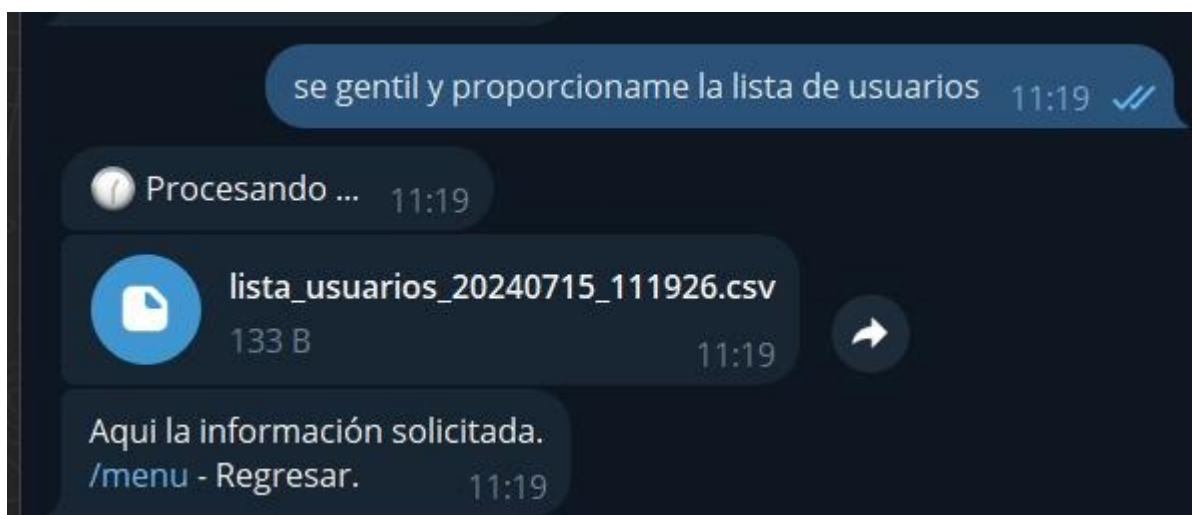 se gentil y proporcioname la lista de usuarios 11:19
Procesando ... 11:19
lista_usuarios_20240715_111926.csv
133 B 11:19
Aqui la información solicitada.
/menu - Regresar. 11:19